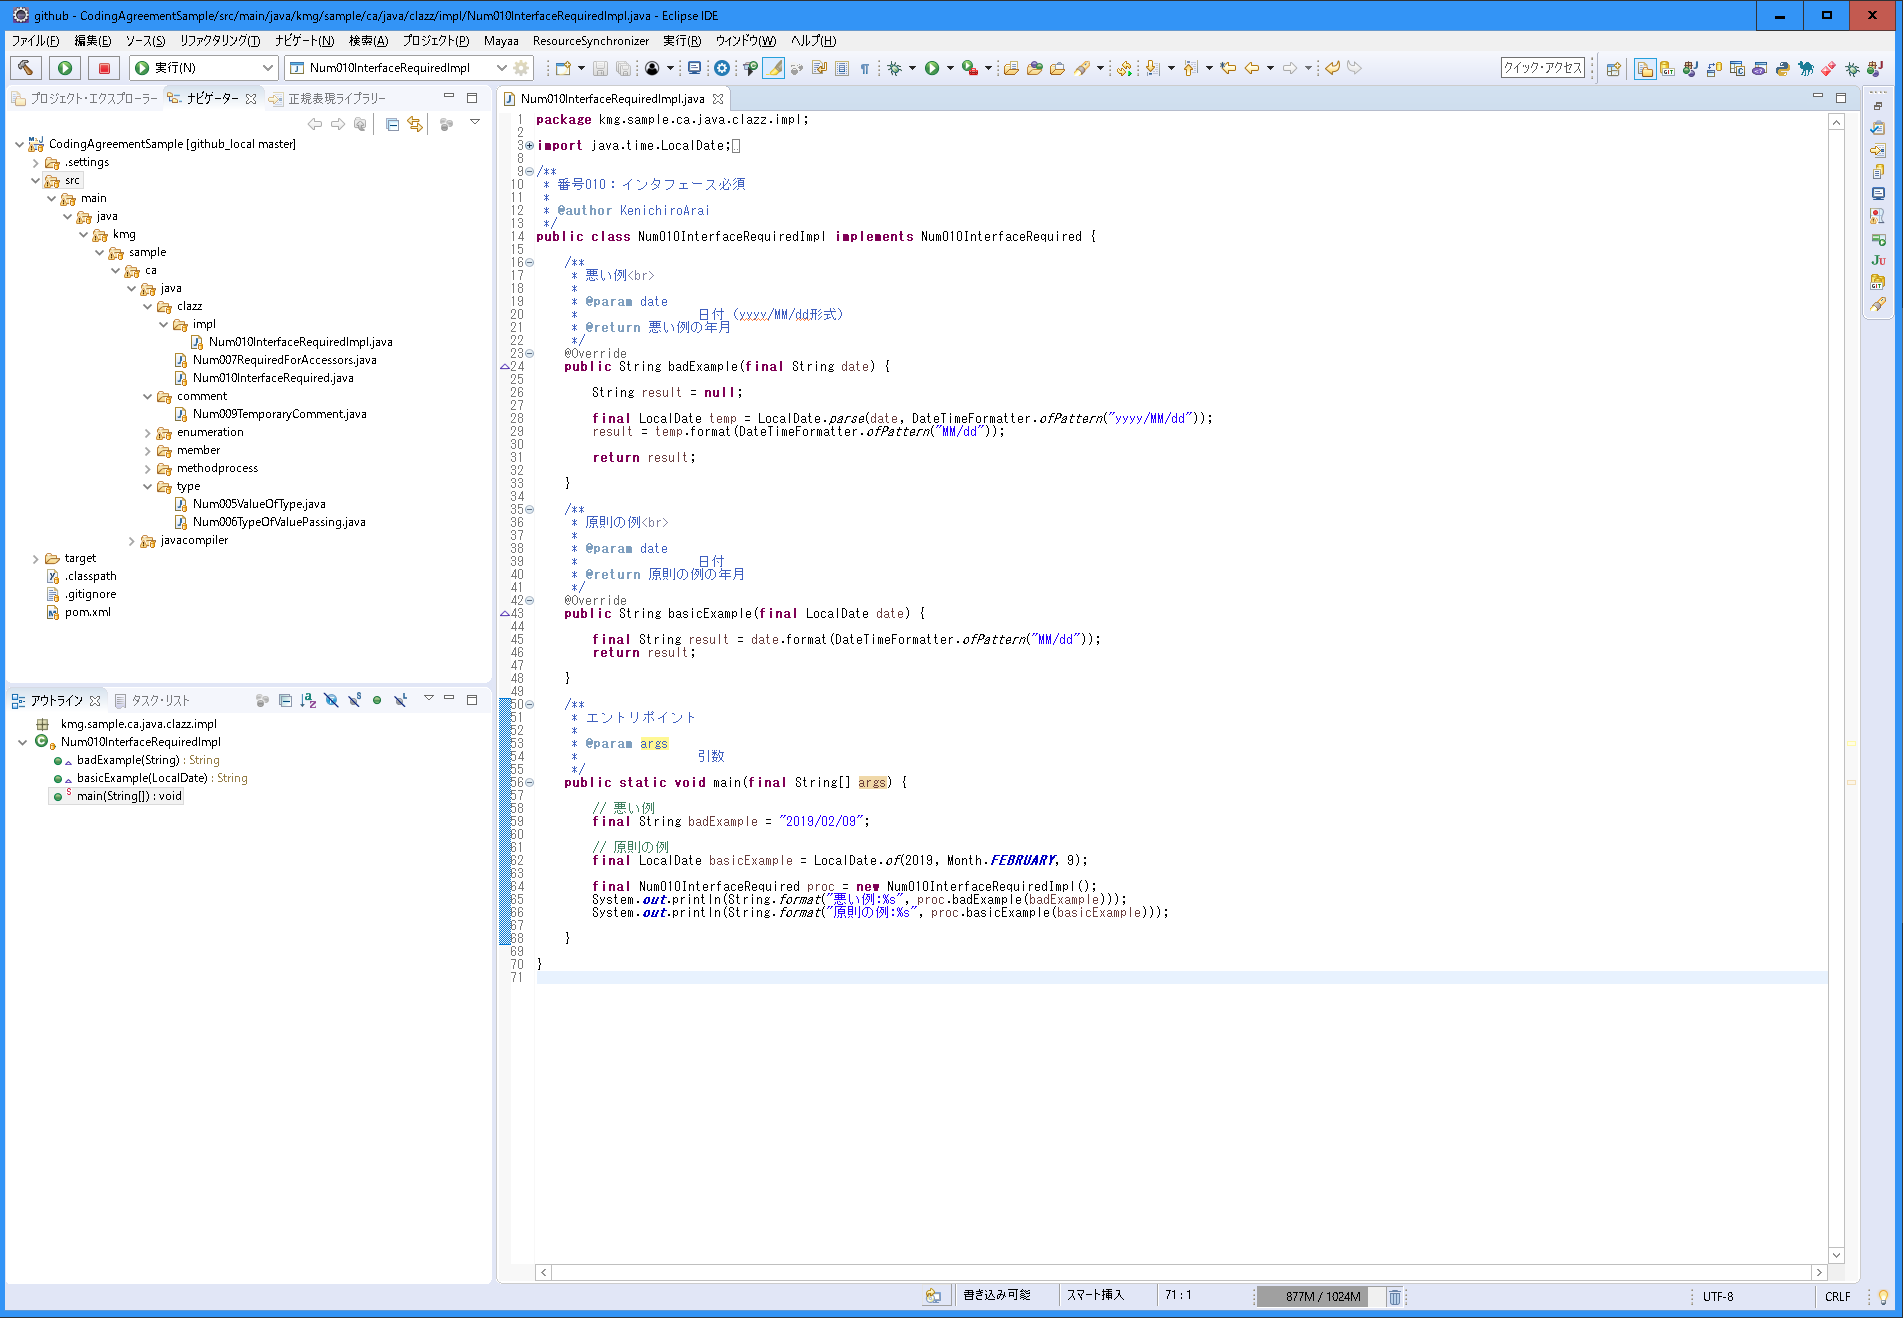 github - CodingAgreementSample/src/main/java/kmg/sample/ca/java/clazz/impl/Num010InterfaceRequiredImpl.java - Eclipse IDE
ファイル(F) 編集(E) ソース(S) リファクタリング(T) ナビゲート(N) 検索(A) プロジェクト(P) Mayaa ResourceSynchronizer 実行(R) ウィンドウ(W) ヘルプ(H)
実行(N) Num010InterfaceRequiredImpl クイック・アクセス
プロジェクト・エクスプローラー ナビゲーター 正規表現ライブラリー
CodingAgreementSample [github_local master]
.settings
src
main
java
kmg
sample
ca
java
clazz
impl
Num010InterfaceRequiredImpl.java
Num007RequiredForAccessors.java
Num010InterfaceRequired.java
comment
Num009TemporaryComment.java
enumeration
member
methodprocess
type
Num005ValueOfType.java
Num006TypeOfValuePassing.java
javacompiler
target
.classpath
.gitignore
pom.xml
アウトライン タスク・リスト
kmg.sample.ca.java.clazz.impl
Num010InterfaceRequiredImpl
badExample(String) : String
basicExample(LocalDate) : String
main(String[]) : void
Num010InterfaceRequiredImpl.java
1 package kmg.sample.ca.java.clazz.impl;
2
3 import java.time.LocalDate;
8
9 /**
10 * 番号010：インタフェース必須
11 *
12 * @author KenichiroArai
13 */
14 public class Num010InterfaceRequiredImpl implements Num010InterfaceRequired {
15
16 /**
17 * 悪い例<br>
18 *
19 * @param date
20 * 日付（yyyy/MM/dd形式）
21 * @return 悪い例の年月
22 */
23 @Override
24 public String badExample(final String date) {
25
26 String result = null;
27
28 final LocalDate temp = LocalDate.parse(date, DateTimeFormatter.ofPattern("yyyy/MM/dd"));
29 result = temp.format(DateTimeFormatter.ofPattern("MM/dd"));
30
31 return result;
32
33 }
34
35 /**
36 * 原則の例<br>
37 *
38 * @param date
39 * 日付
40 * @return 原則の例の年月
41 */
42 @Override
43 public String basicExample(final LocalDate date) {
44
45 final String result = date.format(DateTimeFormatter.ofPattern("MM/dd"));
46 return result;
47
48 }
49
50 /**
51 * エントリポイント
52 *
53 * @param args
54 * 引数
55 */
56 public static void main(final String[] args) {
57
58 // 悪い例
59 final String badExample = "2019/02/09";
60
61 // 原則の例
62 final LocalDate basicExample = LocalDate.of(2019, Month.FEBRUARY, 9);
63
64 final Num010InterfaceRequired proc = new Num010InterfaceRequiredImpl();
65 System.out.println(String.format("悪い例:%s", proc.badExample(badExample)));
66 System.out.println(String.format("原則の例:%s", proc.basicExample(basicExample)));
67
68 }
69
70 }
71
書き込み可能 スマート挿入 71 : 1 877M / 1024M UTF-8 CRLF